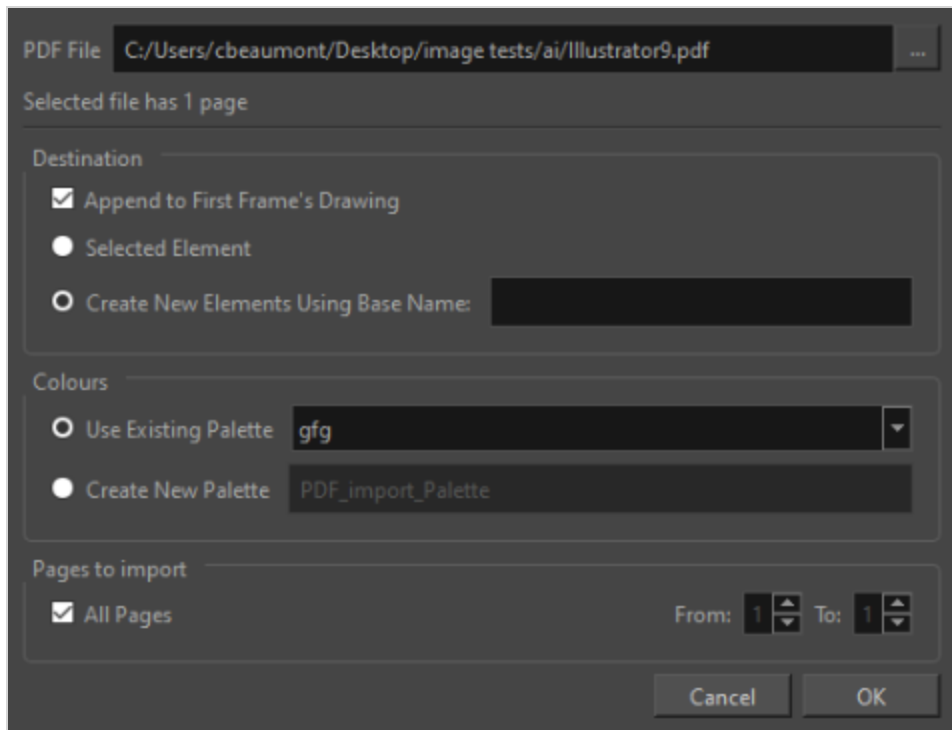 PDF File C:/Users/cbeaumont/Desktop/image tests/ai/Illustrator9.pdf ...
Selected file has 1 page
Destination
Append to First Frame's Drawing
Selected Element
Create New Elements Using Base Name:
Colours
Use Existing Palette gfg
Create New Palette PDF_import_Palette
Pages to import
All Pages From: 1 To: 1
Cancel OK